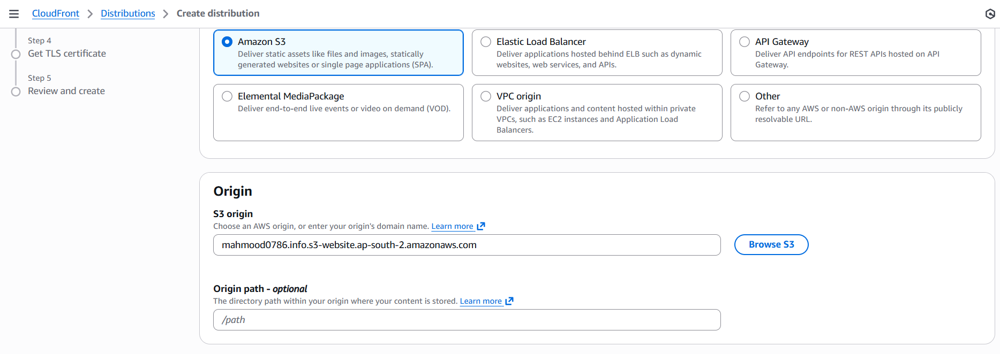 CloudFront > Distributions > Create distribution
Step 4
Get TLS certificate
Step 5
Review and create
Amazon S3
Deliver static assets like files and images, statically
generated websites or single page applications (SPA).
Elastic Load Balancer
Deliver applications hosted behind ELB such as dynamic
websites, web services, and APIs.
API Gateway
Deliver API endpoints for REST APIs hosted on API
Gateway.
Elemental MediaPackage
Deliver end-to-end live events or video on demand (VOD).
VPC origin
Deliver applications and content hosted within private
VPCs, such as EC2 instances and Application Load
Balancers.
Other
Refer to any AWS or non-AWS origin through its publicly
resolvable URL.
Origin
S3 origin
Choose an AWS origin, or enter your origin's domain name. Learn more
mahmood0786.info.s3-website.ap-south-2.amazonaws.com
Browse S3
Origin path - optional
The directory path within your origin where your content is stored. Learn more
/path